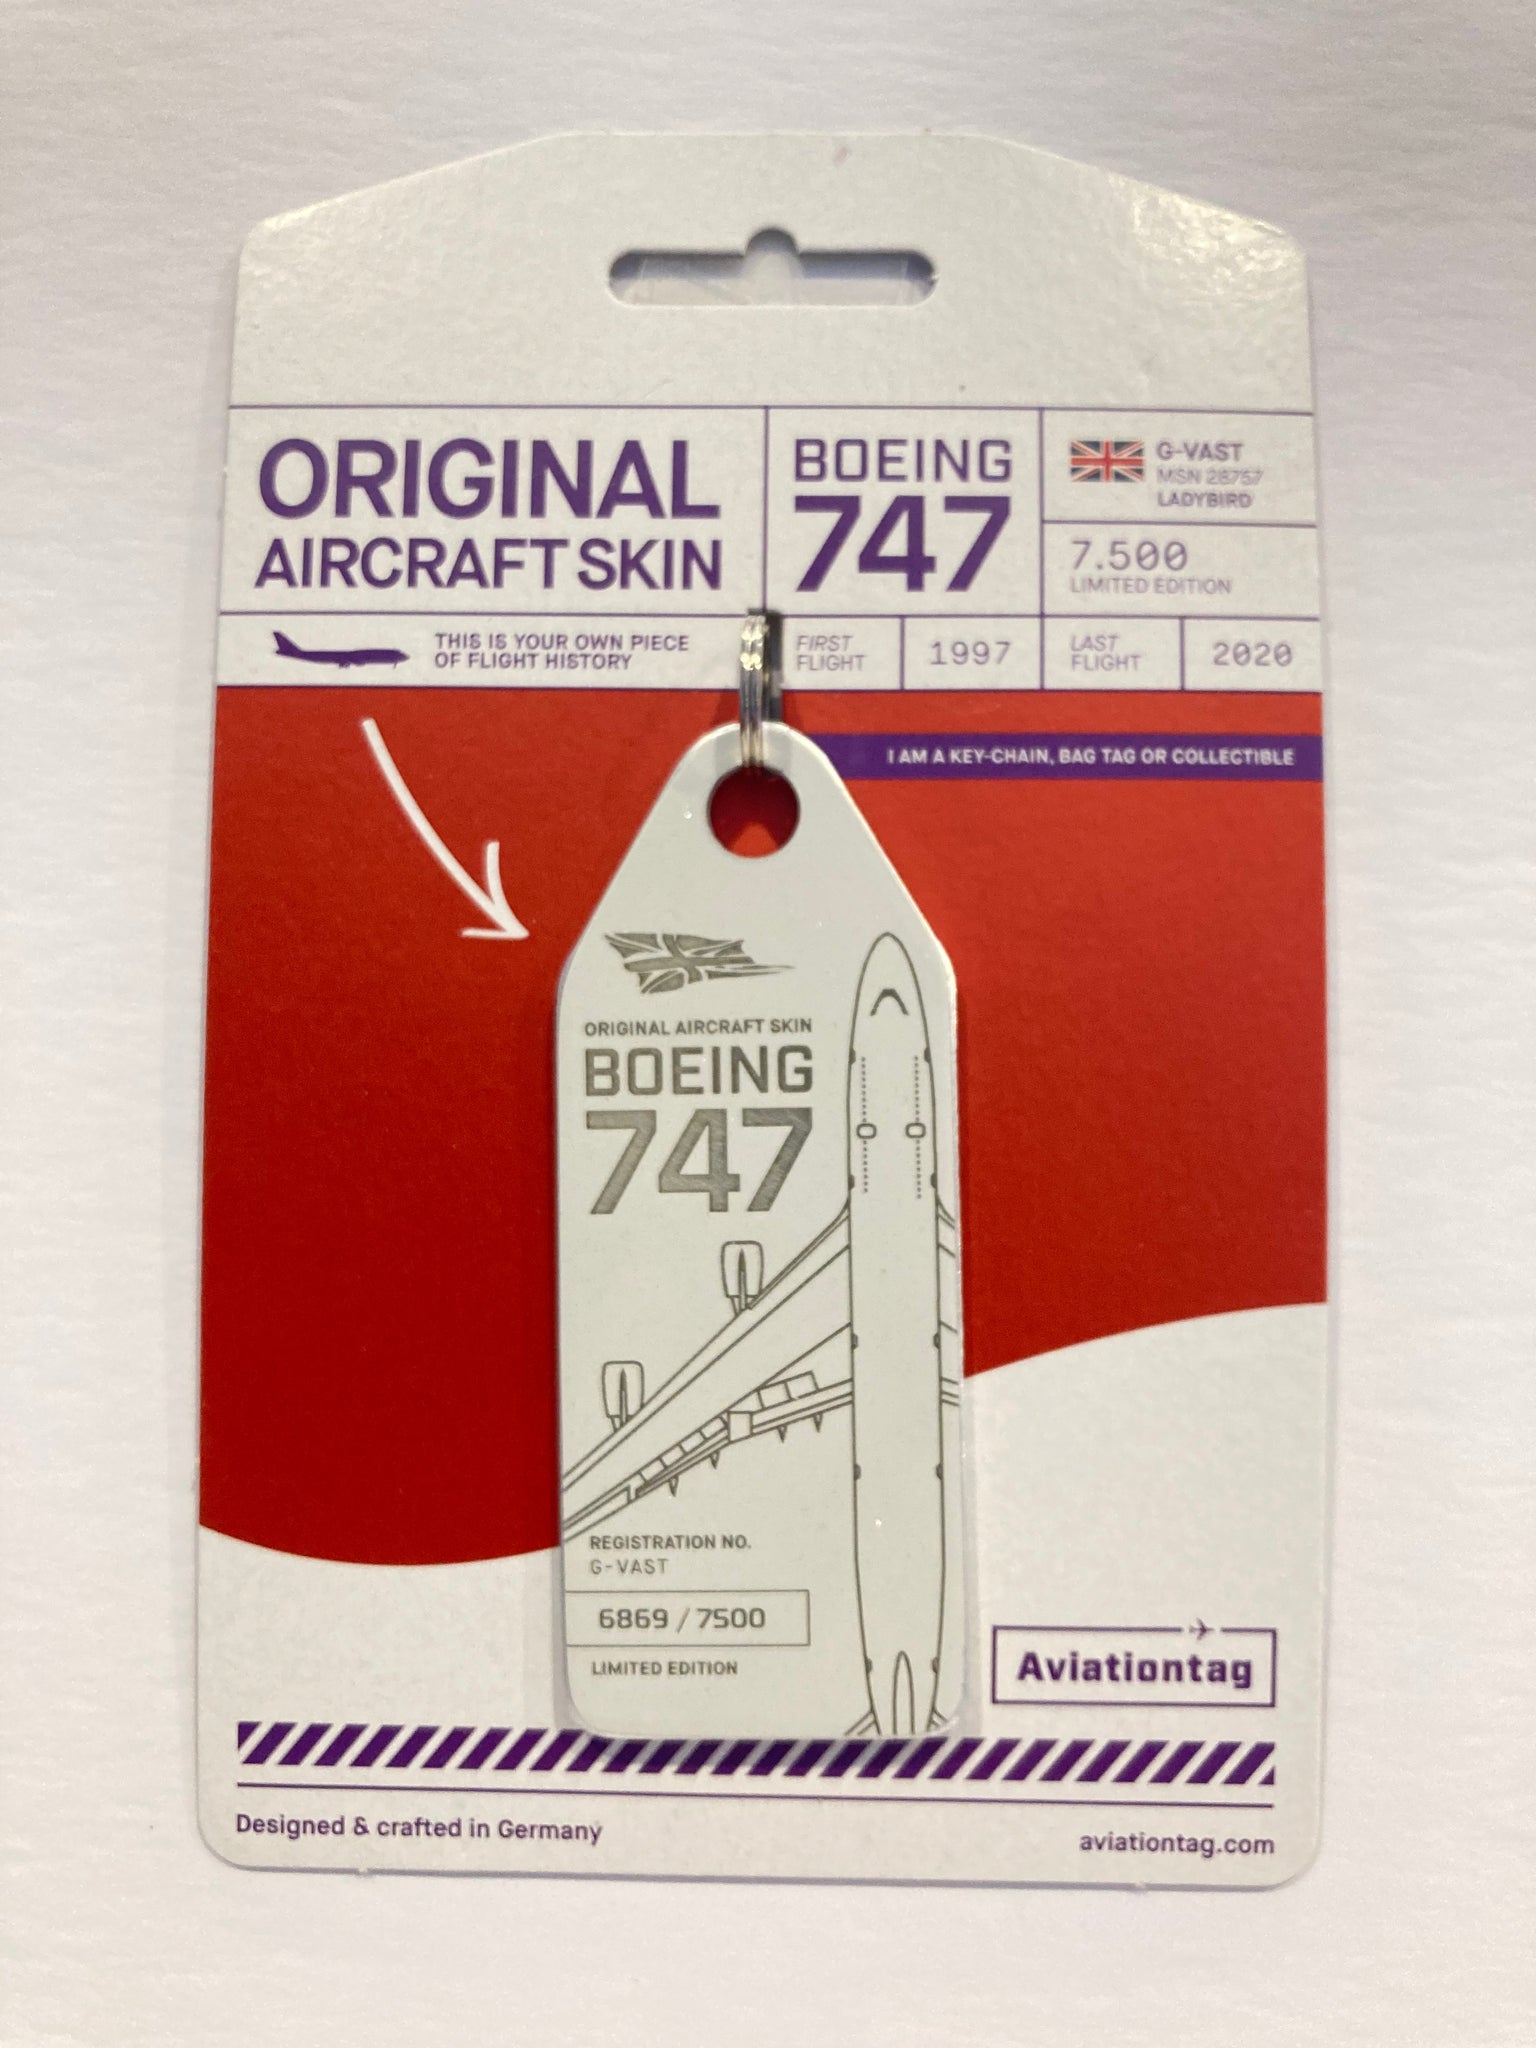 ORIGINAL
AIRCRAFT SKIN
BOEING
747
G-VAST
MSN 28757
LADYBIRD
7.500
LIMITED EDITION
THIS IS YOUR OWN PIECE
OF FLIGHT HISTORY
FIRST
FLIGHT
1997
LAST
FLIGHT
2020
I AM A KEY-CHAIN, BAG TAG OR COLLECTIBLE
ORIGINAL AIRCRAFT SKIN
BOEING
747
REGISTRATION NO.
G-VAST
6869 / 7500
LIMITED EDITION
Aviationtag
Designed & crafted in Germany
aviationtag.com